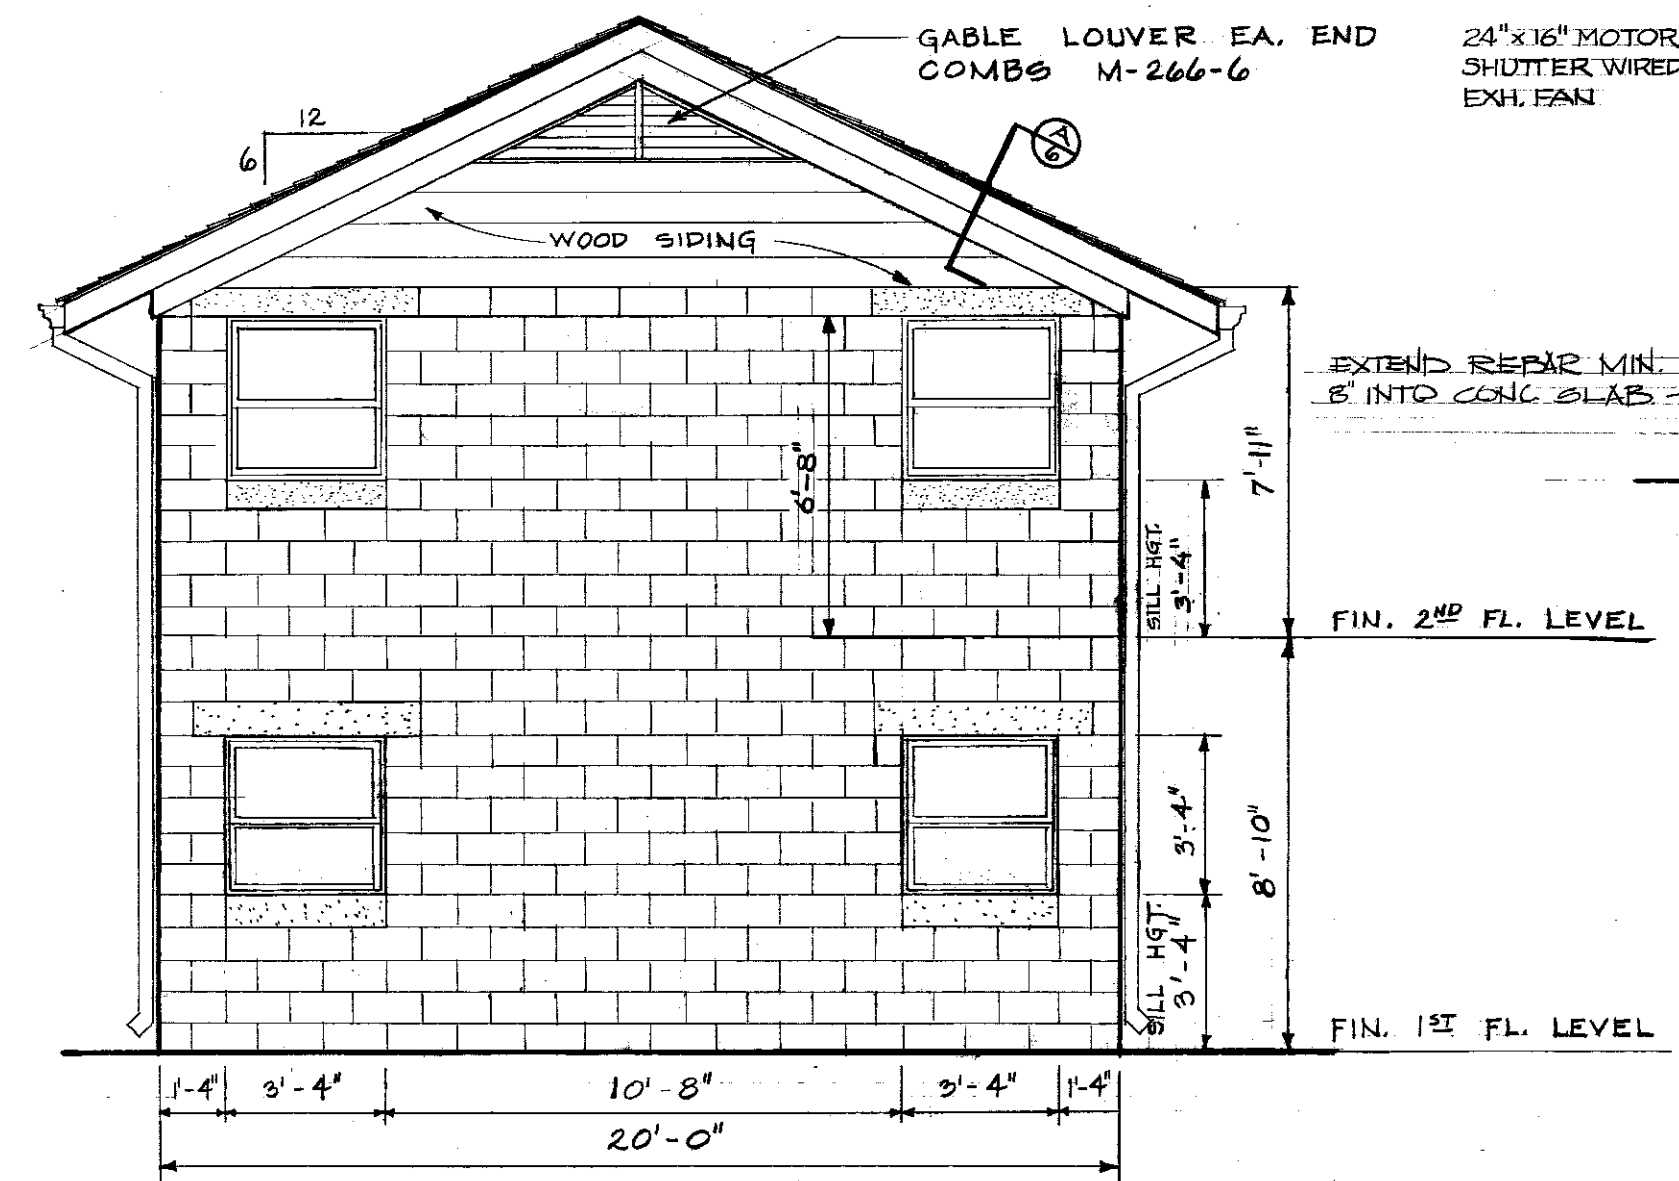 GABLE LOUVER EA. END
COMBS M-266-6
24"x16" MOTOR
SHUTTER WIRED
EXH. FAN
12
6
A
6
WOOD SIDING
EXTEND REBAR MIN.
8" INTO CONC SLAB
7'-11"
6'-8"
SILL HGT.
3'-4"
FIN. 2ND FL. LEVEL
3'-4"
8'-10"
SILL HGT.
3'-4"
FIN. 1ST FL. LEVEL
1'-4" 3'-4" 10'-8" 3'-4" 1'-4"
20'-0"